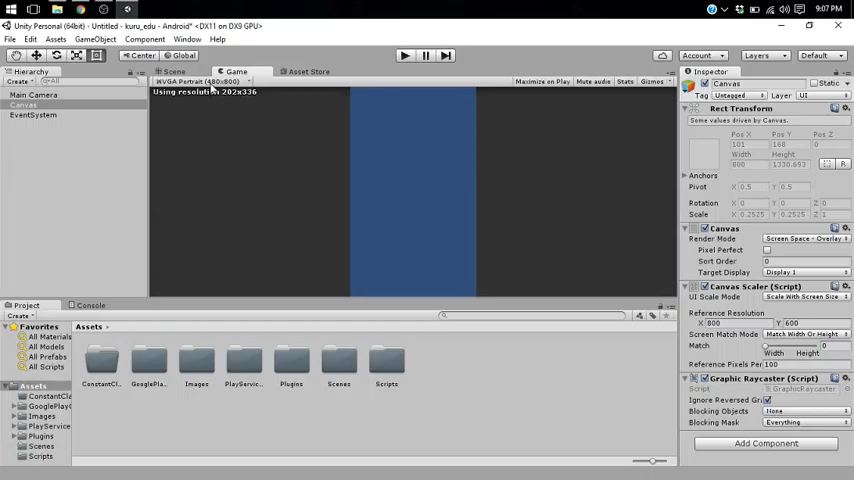 9:07 PM
Unity Personal (64bit) - Untitled - kuru_edu - Android* <DX11 on DX9 GPU>
File Edit Assets GameObject Component Window Help
Center Global Account Layers Default
Hierarchy Scene Game Asset Store Inspector
Create All WVGA Portrait (480x800) Maximize on Play Mute audio Stats Gizmos Canvas Static
Main Camera Using resolution 202x336 Tag Untagged Layer UI
Canvas Rect Transform
EventSystem Some values driven by Canvas.
Pos X Pos Y Pos Z
101 168 0
Width Height
800 1330.693 R
Anchors
Pivot X 0.5 Y 0.5
Rotation X 0 Y 0 Z 0
Scale X 0.2525 Y 0.2525 Z 1
Canvas
Render Mode Screen Space - Overlay
Pixel Perfect
Sort Order 0
Target Display Display 1
Canvas Scaler (Script)
UI Scale Mode Scale With Screen Size
Reference Resolution
X 800 Y 600
Screen Match Mode Match Width Or Height
Match 0
Width Height
Reference Pixels Per 100
Graphic Raycaster (Script)
Script GraphicRaycaster
Ignore Reversed Gra
Blocking Objects None
Blocking Mask Everything
Add Component
Project Console
Create
Favorites
All Materials
All Models
All Prefabs
All Scripts
Assets
ConstantCla
GooglePlayG
Images
PlayService
Plugins
Scenes
Scripts
Assets
ConstantCl... GooglePla... Images PlayServic... Plugins Scenes Scripts